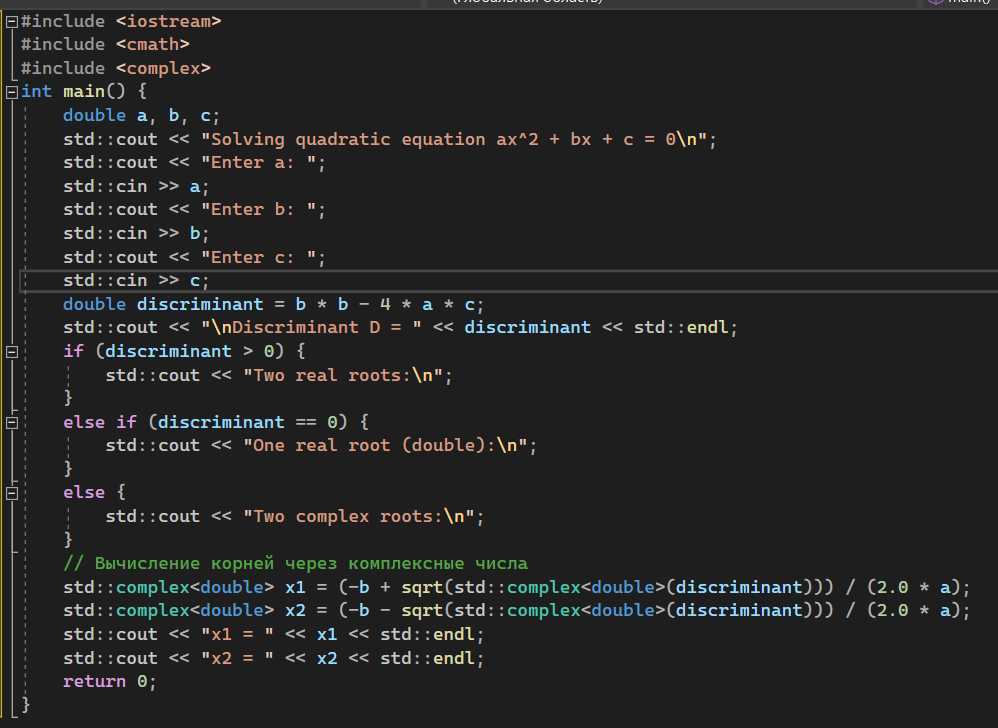 (Глобальная область) main()
#include <iostream>
#include <cmath>
#include <complex>
int main() {
    double a, b, c;
    std::cout << "Solving quadratic equation ax^2 + bx + c = 0\n";
    std::cout << "Enter a: ";
    std::cin >> a;
    std::cout << "Enter b: ";
    std::cin >> b;
    std::cout << "Enter c: ";
    std::cin >> c;
    double discriminant = b * b - 4 * a * c;
    std::cout << "\nDiscriminant D = " << discriminant << std::endl;
    if (discriminant > 0) {
        std::cout << "Two real roots:\n";
    }
    else if (discriminant == 0) {
        std::cout << "One real root (double):\n";
    }
    else {
        std::cout << "Two complex roots:\n";
    }
    // Вычисление корней через комплексные числа
    std::complex<double> x1 = (-b + sqrt(std::complex<double>(discriminant))) / (2.0 * a);
    std::complex<double> x2 = (-b - sqrt(std::complex<double>(discriminant))) / (2.0 * a);
    std::cout << "x1 = " << x1 << std::endl;
    std::cout << "x2 = " << x2 << std::endl;
    return 0;
}